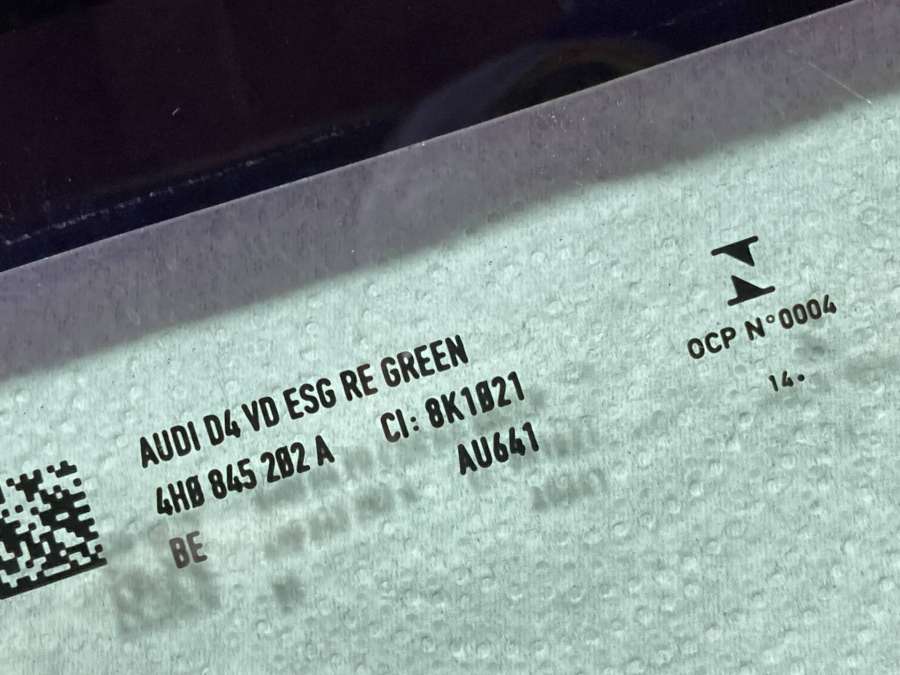 AUDI D4 VD ESG RE GREEN
4H0 845 202 A CI: 8K1021
BE AU641
OCP N°0004
14.